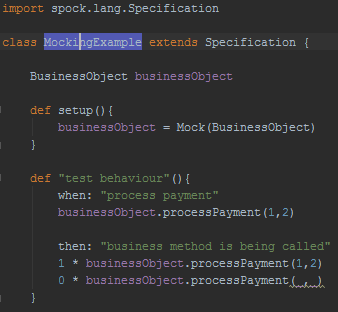 import spock.lang.Specification
class MockingExample extends Specification {
BusinessObject businessObject
def setup(){
businessObject = Mock(BusinessObject)
}
def "test behaviour"(){
when: "process payment"
businessObject.processPayment(1,2)
then: "business method is being called"
1 * businessObject.processPayment(1,2)
0 * businessObject.processPayment(_,_)
}